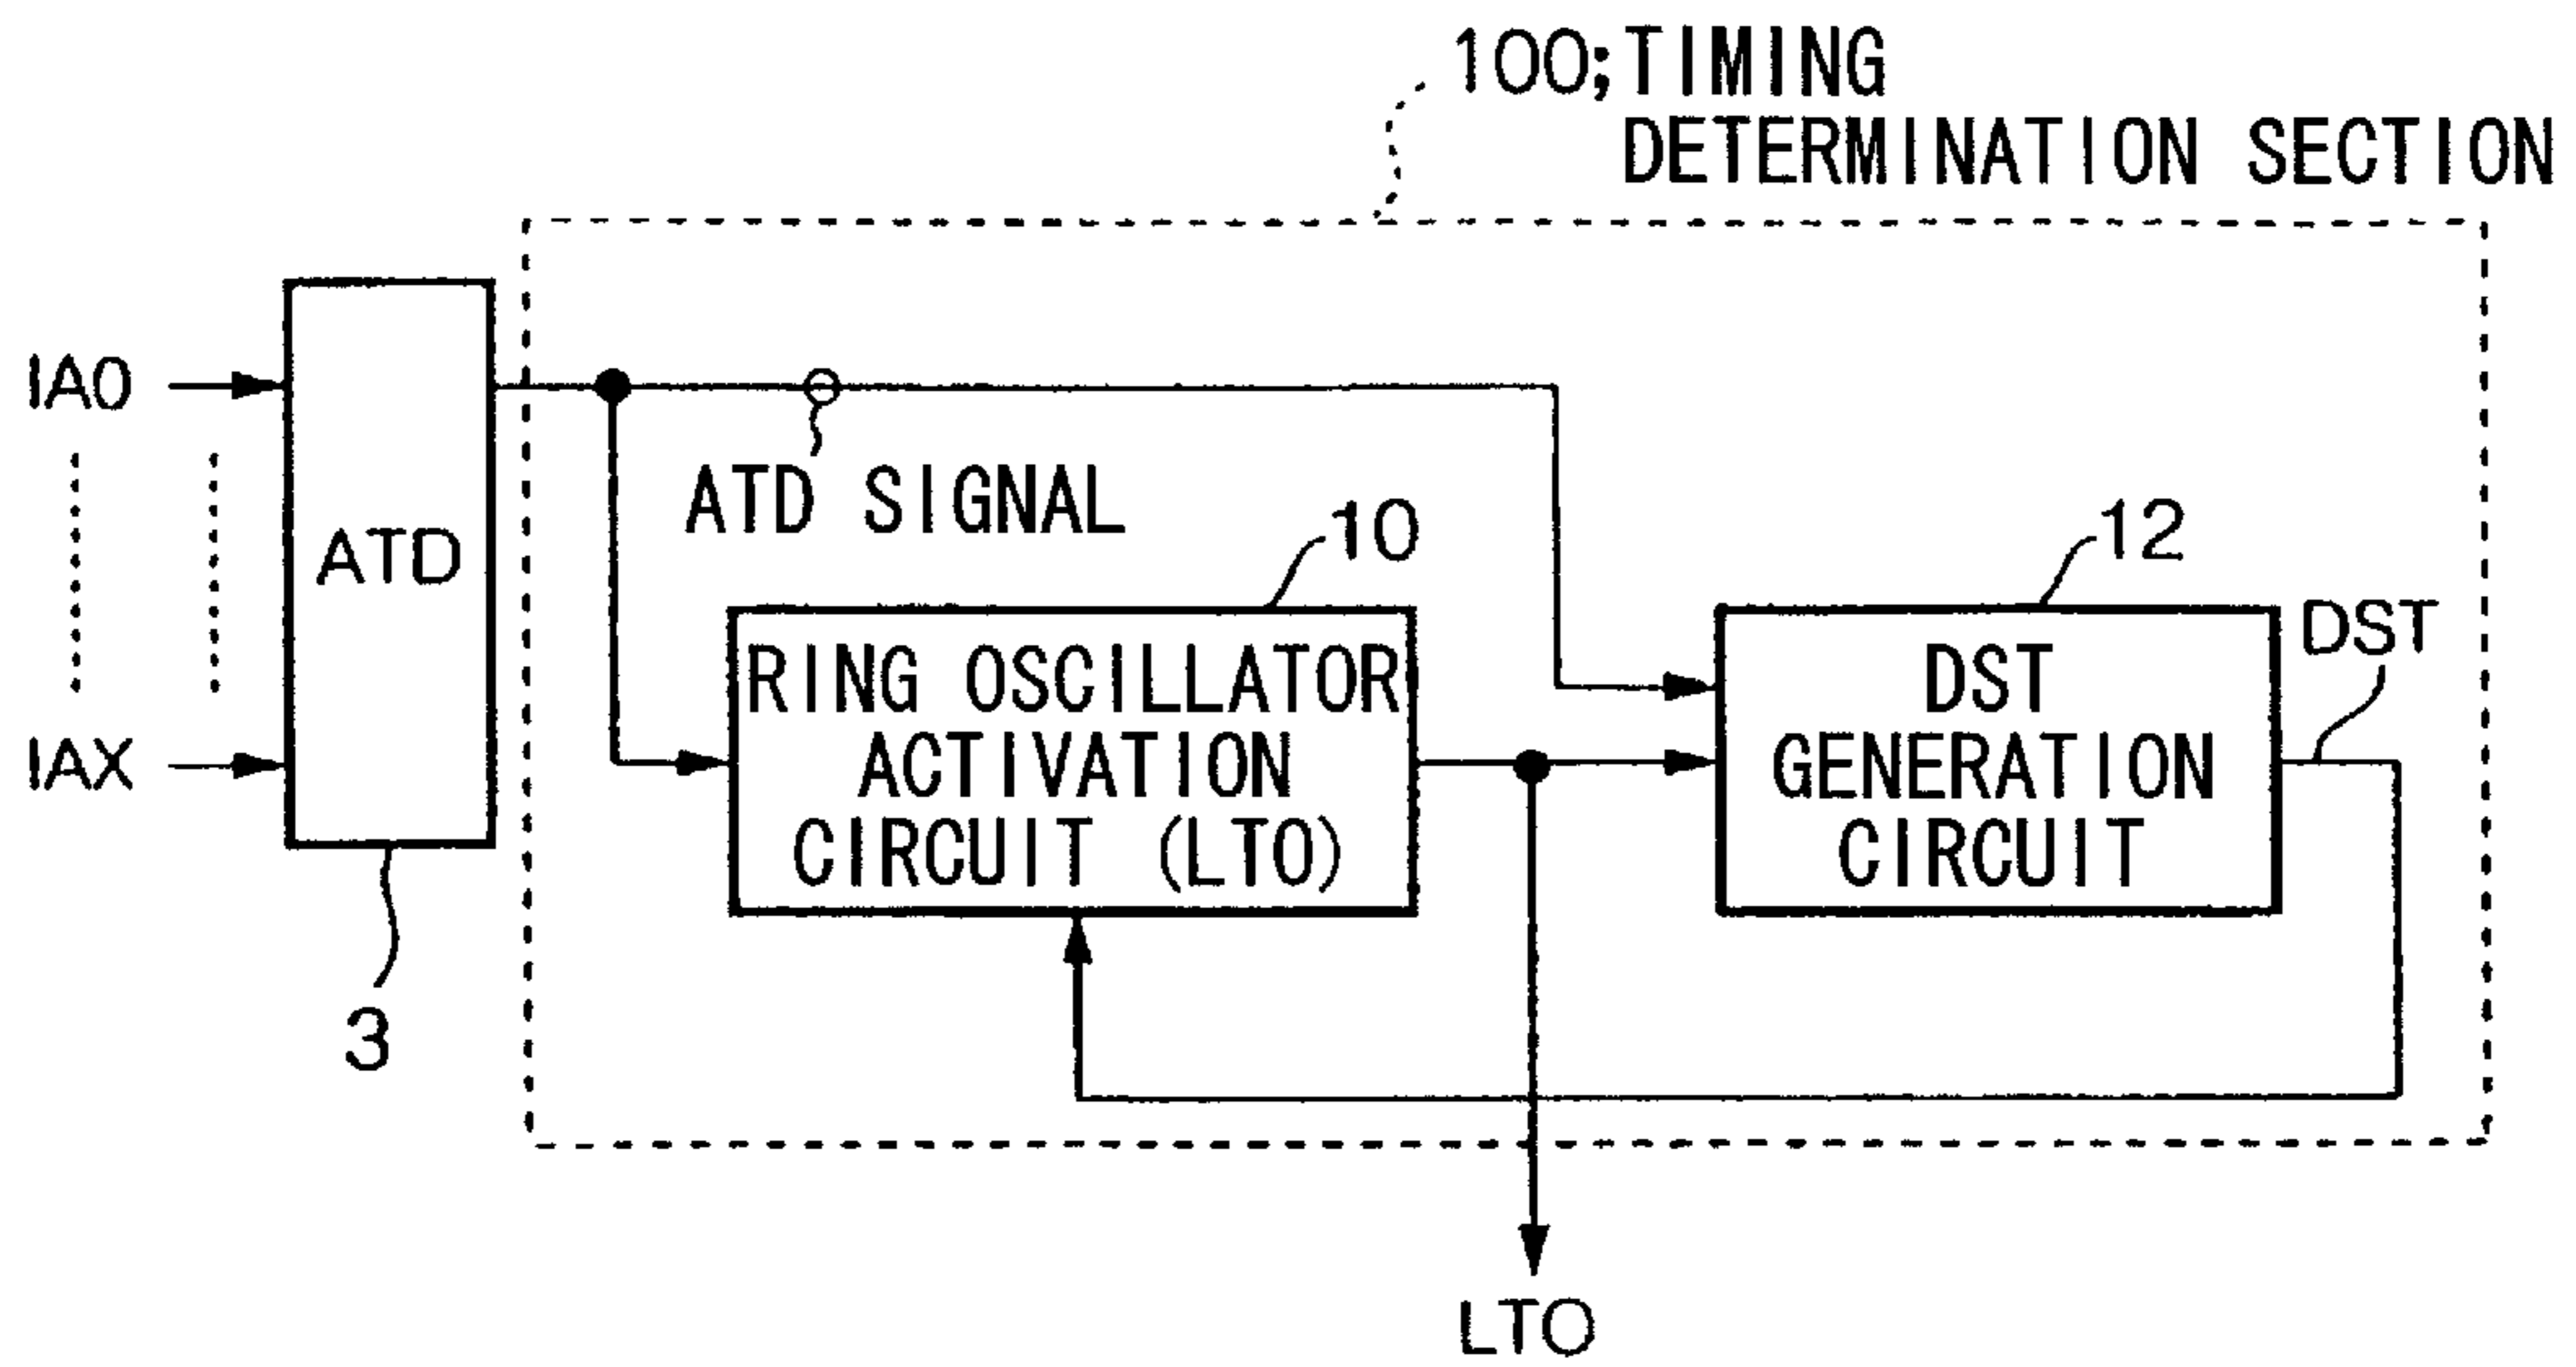 100;TIMING
DETERMINATION SECTION
IA0
ATD
ATD SIGNAL
10
12
DST
RING OSCILLATOR
ACTIVATION
CIRCUIT (LTO)
DST
GENERATION
CIRCUIT
IAX
3
LTO